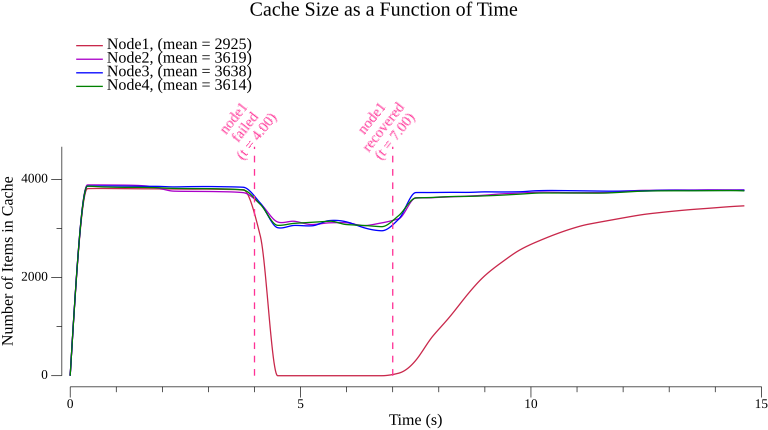 Cache Size as a Function of Time
Node1, (mean = 2925)
Node2, (mean = 3619)
Node3, (mean = 3638)
Node4, (mean = 3614)
node1
failed
(t = 4.00)
node1
recovered
(t = 7.00)
Number of Items in Cache
4000
2000
0
0
5
10
15
Time (s)